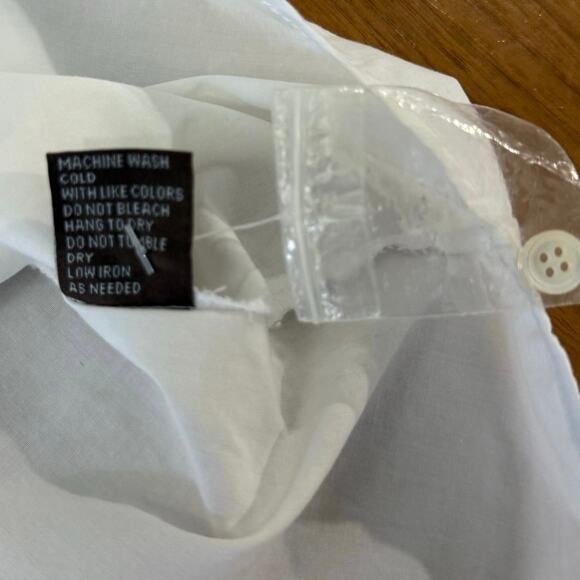 MACHINE WASH
COLD
WITH LIKE COLORS
DO NOT BLEACH
HANG TO DRY
DO NOT TUMBLE
DRY
LOW IRON
AS NEEDED